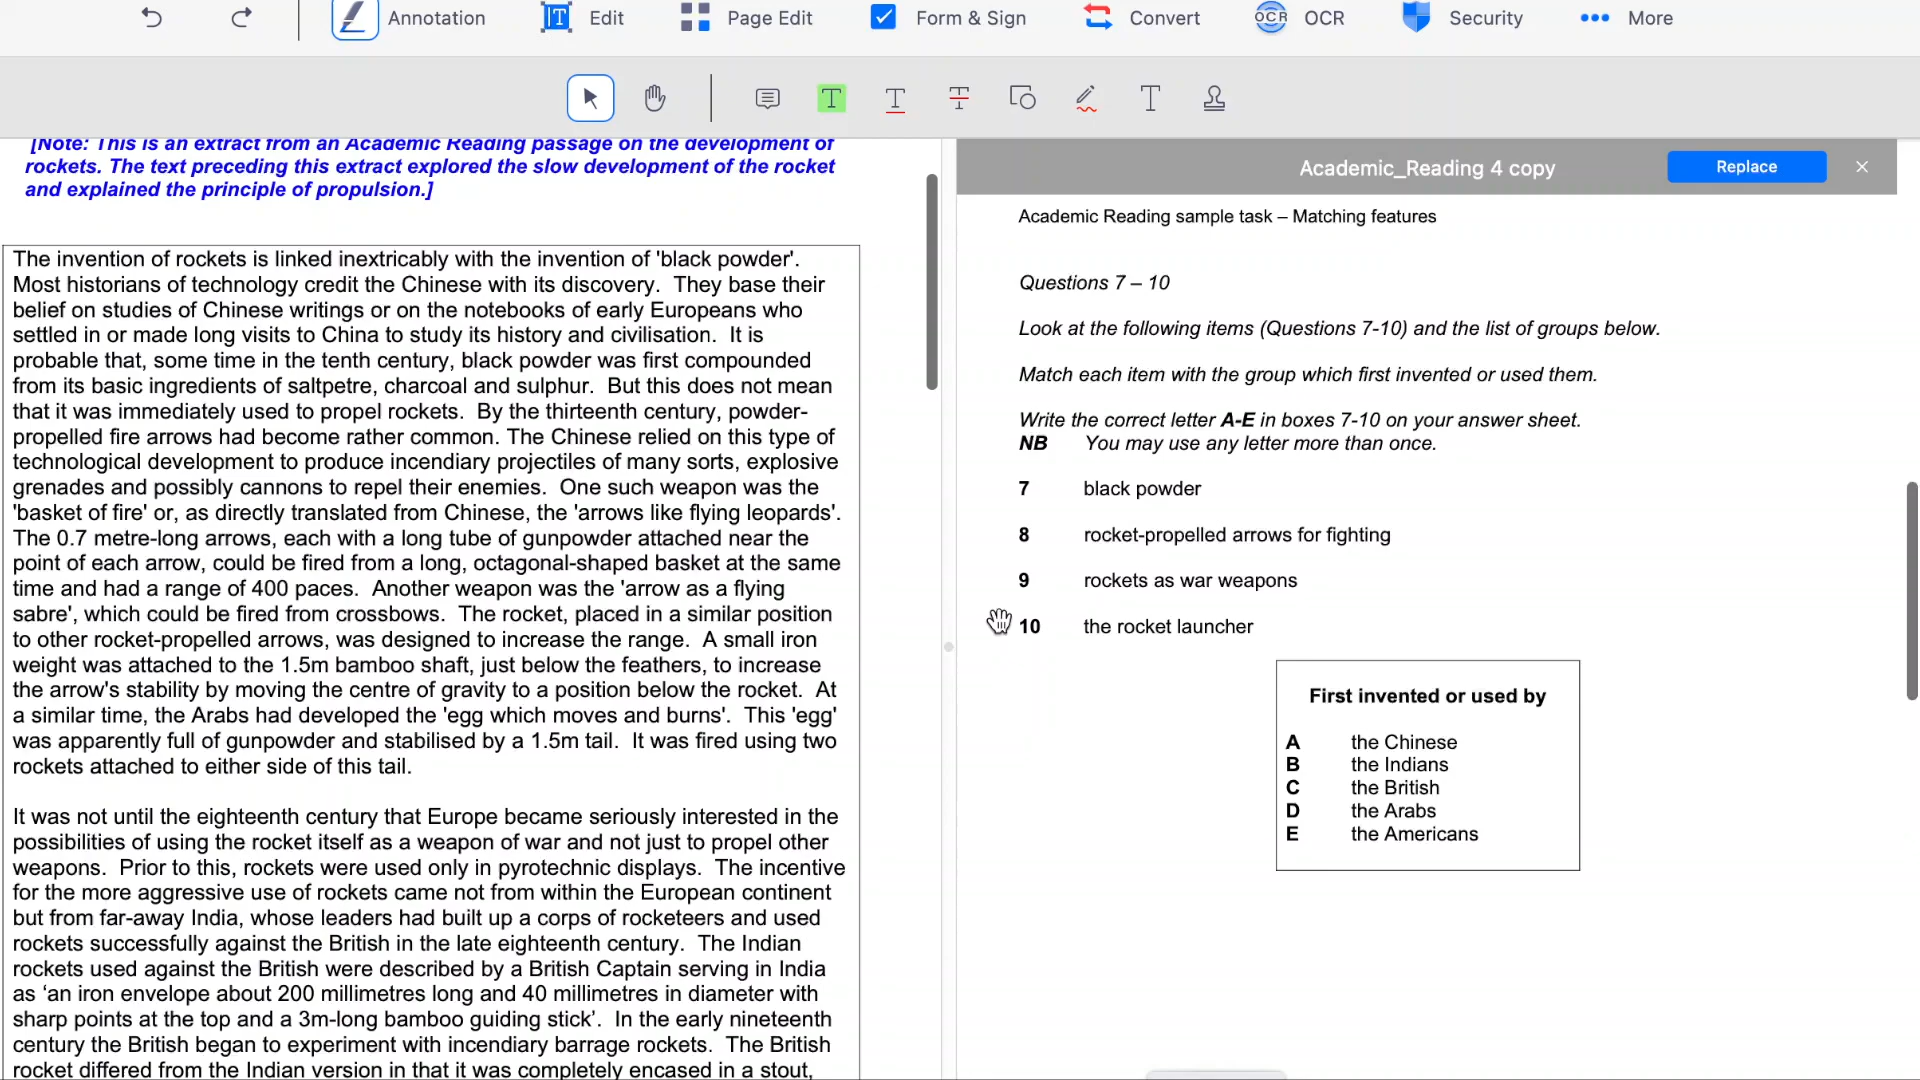 Annotation Edit Page Edit Form & Sign Convert OCR OCR Security More
[Note: This is an extract from an Academic Reading passage on the development of
rockets. The text preceding this extract explored the slow development of the rocket
and explained the principle of propulsion.]
The invention of rockets is linked inextricably with the invention of 'black powder'.
Most historians of technology credit the Chinese with its discovery. They base their
belief on studies of Chinese writings or on the notebooks of early Europeans who
settled in or made long visits to China to study its history and civilisation. It is
probable that, some time in the tenth century, black powder was first compounded
from its basic ingredients of saltpetre, charcoal and sulphur. But this does not mean
that it was immediately used to propel rockets. By the thirteenth century, powder-
propelled fire arrows had become rather common. The Chinese relied on this type of
technological development to produce incendiary projectiles of many sorts, explosive
grenades and possibly cannons to repel their enemies. One such weapon was the
'basket of fire' or, as directly translated from Chinese, the 'arrows like flying leopards'.
The 0.7 metre-long arrows, each with a long tube of gunpowder attached near the
point of each arrow, could be fired from a long, octagonal-shaped basket at the same
time and had a range of 400 paces. Another weapon was the 'arrow as a flying
sabre', which could be fired from crossbows. The rocket, placed in a similar position
to other rocket-propelled arrows, was designed to increase the range. A small iron
weight was attached to the 1.5m bamboo shaft, just below the feathers, to increase
the arrow's stability by moving the centre of gravity to a position below the rocket. At
a similar time, the Arabs had developed the 'egg which moves and burns'. This 'egg'
was apparently full of gunpowder and stabilised by a 1.5m tail. It was fired using two
rockets attached to either side of this tail.
It was not until the eighteenth century that Europe became seriously interested in the
possibilities of using the rocket itself as a weapon of war and not just to propel other
weapons. Prior to this, rockets were used only in pyrotechnic displays. The incentive
for the more aggressive use of rockets came not from within the European continent
but from far-away India, whose leaders had built up a corps of rocketeers and used
rockets successfully against the British in the late eighteenth century. The Indian
rockets used against the British were described by a British Captain serving in India
as ‘an iron envelope about 200 millimetres long and 40 millimetres in diameter with
sharp points at the top and a 3m-long bamboo guiding stick’. In the early nineteenth
century the British began to experiment with incendiary barrage rockets. The British
rocket differed from the Indian version in that it was completely encased in a stout,
Academic_Reading 4 copy Replace
Academic Reading sample task – Matching features
Questions 7 – 10
Look at the following items (Questions 7-10) and the list of groups below.
Match each item with the group which first invented or used them.
Write the correct letter A-E in boxes 7-10 on your answer sheet.
NB You may use any letter more than once.
7 black powder
8 rocket-propelled arrows for fighting
9 rockets as war weapons
10 the rocket launcher
First invented or used by
A the Chinese
B the Indians
C the British
D the Arabs
E the Americans